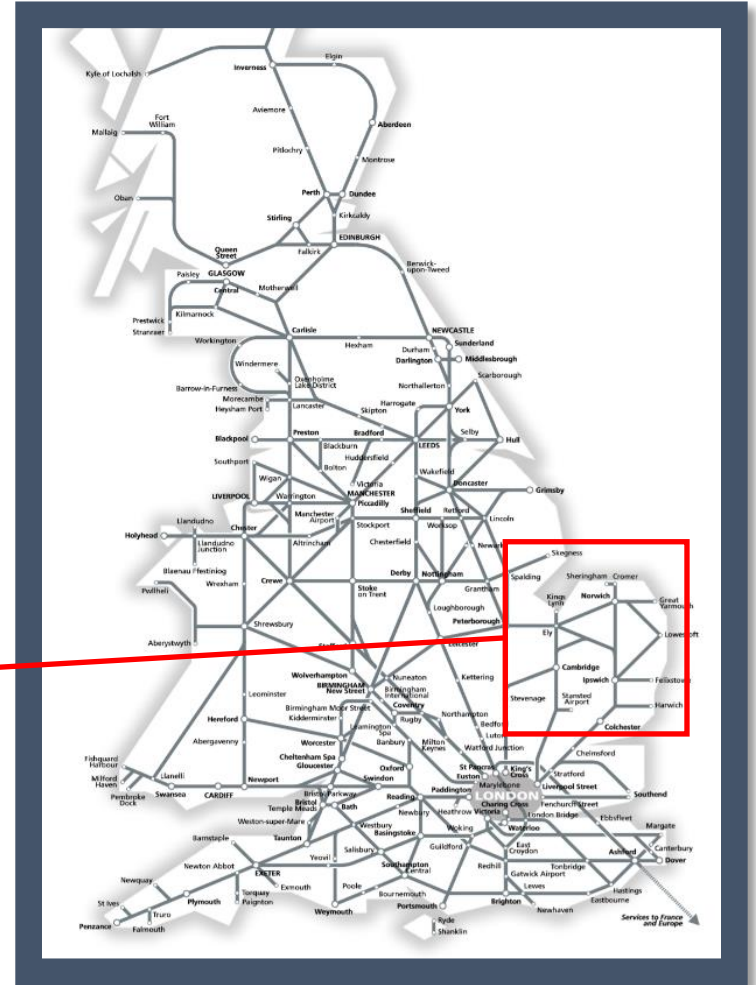 Elgin
Inverness
Kyle of Lochalsh
Aviemore
Fort
William
Mallaig
Aberdeen
Pitlochry
Montrose
Perth
Dundee
Oban
Stirling
Kirkcaldy
EDINBURGH
Queen
Street
Falkirk
Berwick-
upon-Tweed
Paisley
GLASGOW
Central
Motherwell
Prestwick
Kilmarnock
Stranraer
Carlisle
NEWCASTLE
Workington
Hexham
Sunderland
Durham
Darlington
Middlesbrough
Windermere
Oxenholme
Lake District
Scarborough
Barrow-in-Furness
Northallerton
Morecambe
Heysham Port
Lancaster
Harrogate
Skipton
York
Blackpool
Preston
Bradford
Selby
Hull
Blackburn
LEEDS
Southport
Huddersfield
Bolton
Wakefield
Wigan
Victoria
Doncaster
LIVERPOOL
Warrington
MANCHESTER
Piccadilly
Grimsby
Manchester
Airport
Sheffield
Retford
Llandudno
Chester
Stockport
Worksop
Lincoln
Holyhead
Llandudno
Junction
Altrincham
Chesterfield
Newark
Skegness
Blaenau Ffestiniog
Derby
Nottingham
Spalding
Sheringham
Cromer
Wrexham
Crewe
Stoke
on Trent
Grantham
Pwllheli
Kings
Lynn
Norwich
Great
Yarmouth
Loughborough
Shrewsbury
Peterborough
Ely
Lowestoft
Aberystwyth
Leicester
Wolverhampton
Nuneaton
Cambridge
BIRMINGHAM
New Street
Birmingham
International
Kettering
Ipswich
Felixstowe
Leominster
Birmingham Moor Street
Coventry
Stevenage
Stansted
Airport
Kidderminster
Rugby
Northampton
Harwich
Hereford
Leamington
Spa
Bedford
Colchester
Worcester
Banbury
Milton
Keynes
Luton
Abergavenny
Watford Junction
Chelmsford
Cheltenham Spa
Fishguard
Harbour
Gloucester
Oxford
St Pancras
King's
Cross
Euston
Stratford
Milford
Haven
Llanelli
Newport
Swindon
Paddington
Marylebone
Liverpool Street
Pembroke
Dock
Swansea
CARDIFF
Bristol Parkway
Reading
LONDON
Southend
Bristol
Temple Meads
Bath
Newbury
Heathrow
Charing Cross
Victoria
Fenchurch Street
London Bridge
Weston-super-Mare
Westbury
Basingstoke
Woking
Waterloo
Ebbsfleet
Margate
Barnstaple
Taunton
Salisbury
Guildford
East
Croydon
Canterbury
Newton Abbot
Yeovil
Southampton
Central
Redhill
Tonbridge
Ashford
Dover
EXETER
Gatwick Airport
Newquay
Exmouth
Poole
Bournemouth
Lewes
Hastings
St Ives
Plymouth
Torquay
Paignton
Eastbourne
Truro
Weymouth
Portsmouth
Brighton
Newhaven
Penzance
Falmouth
Ryde
Shanklin
Services to France
and Europe